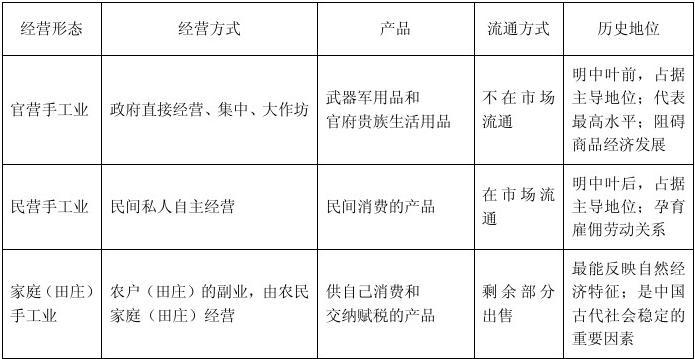 经营形态
经营方式
产品
流通方式
历史地位
官营手工业
政府直接经营、集中、大作坊
武器军用品和
官府贵族生活用品
不在市场
流通
明中叶前，占据
主导地位；代表
最高水平；阻碍
商品经济发展
民营手工业
民间私人自主经营
民间消费的产品
在市场流
通
明中叶后，占据
主导地位；孕育
雇佣劳动关系
家庭（田庄）
手工业
农户（田庄）的副业，由农民
家庭（田庄）经营
供自己消费和
交纳赋税的产品
剩余部分
出售
最能反映自然经
济特征；是中国
古代社会稳定的
重要因素